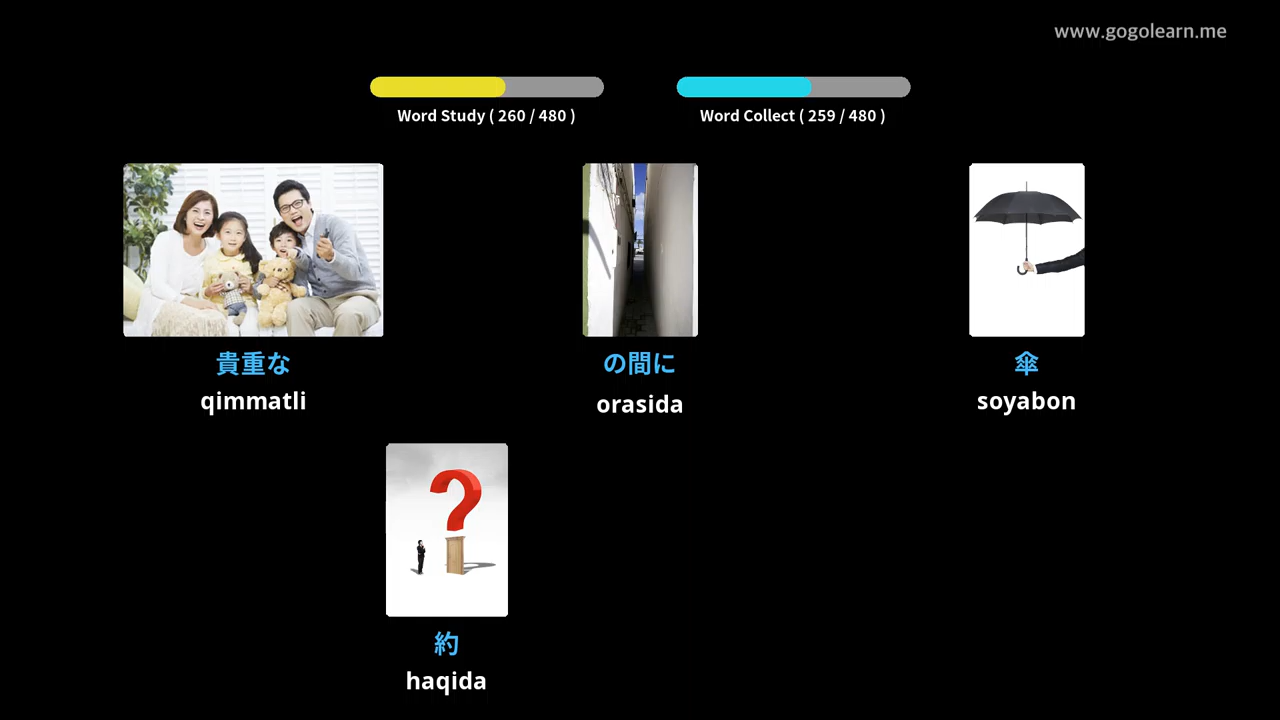 www.gogolearn.me
Word Study ( 260 / 480 )
Word Collect ( 259 / 480 )
貴重な
qimmatli
の間に
orasida
傘
soyabon
約
haqida